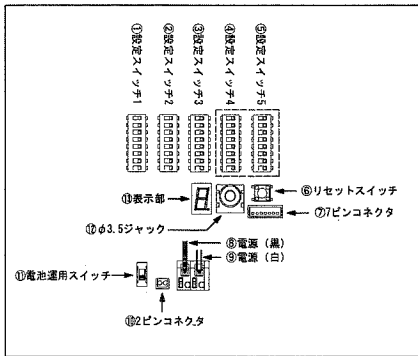 ①設定スイッチ1
②設定スイッチ2
③設定スイッチ3
④設定スイッチ4
⑤設定スイッチ5
⑥リセットスイッチ
⑬表示部
⑦7ピンコネクタ
⑫φ3.5ジャック
⑧電源（黒）
⑨電源（白）
⑪電池運用スイッチ
⑩2ピンコネクタ